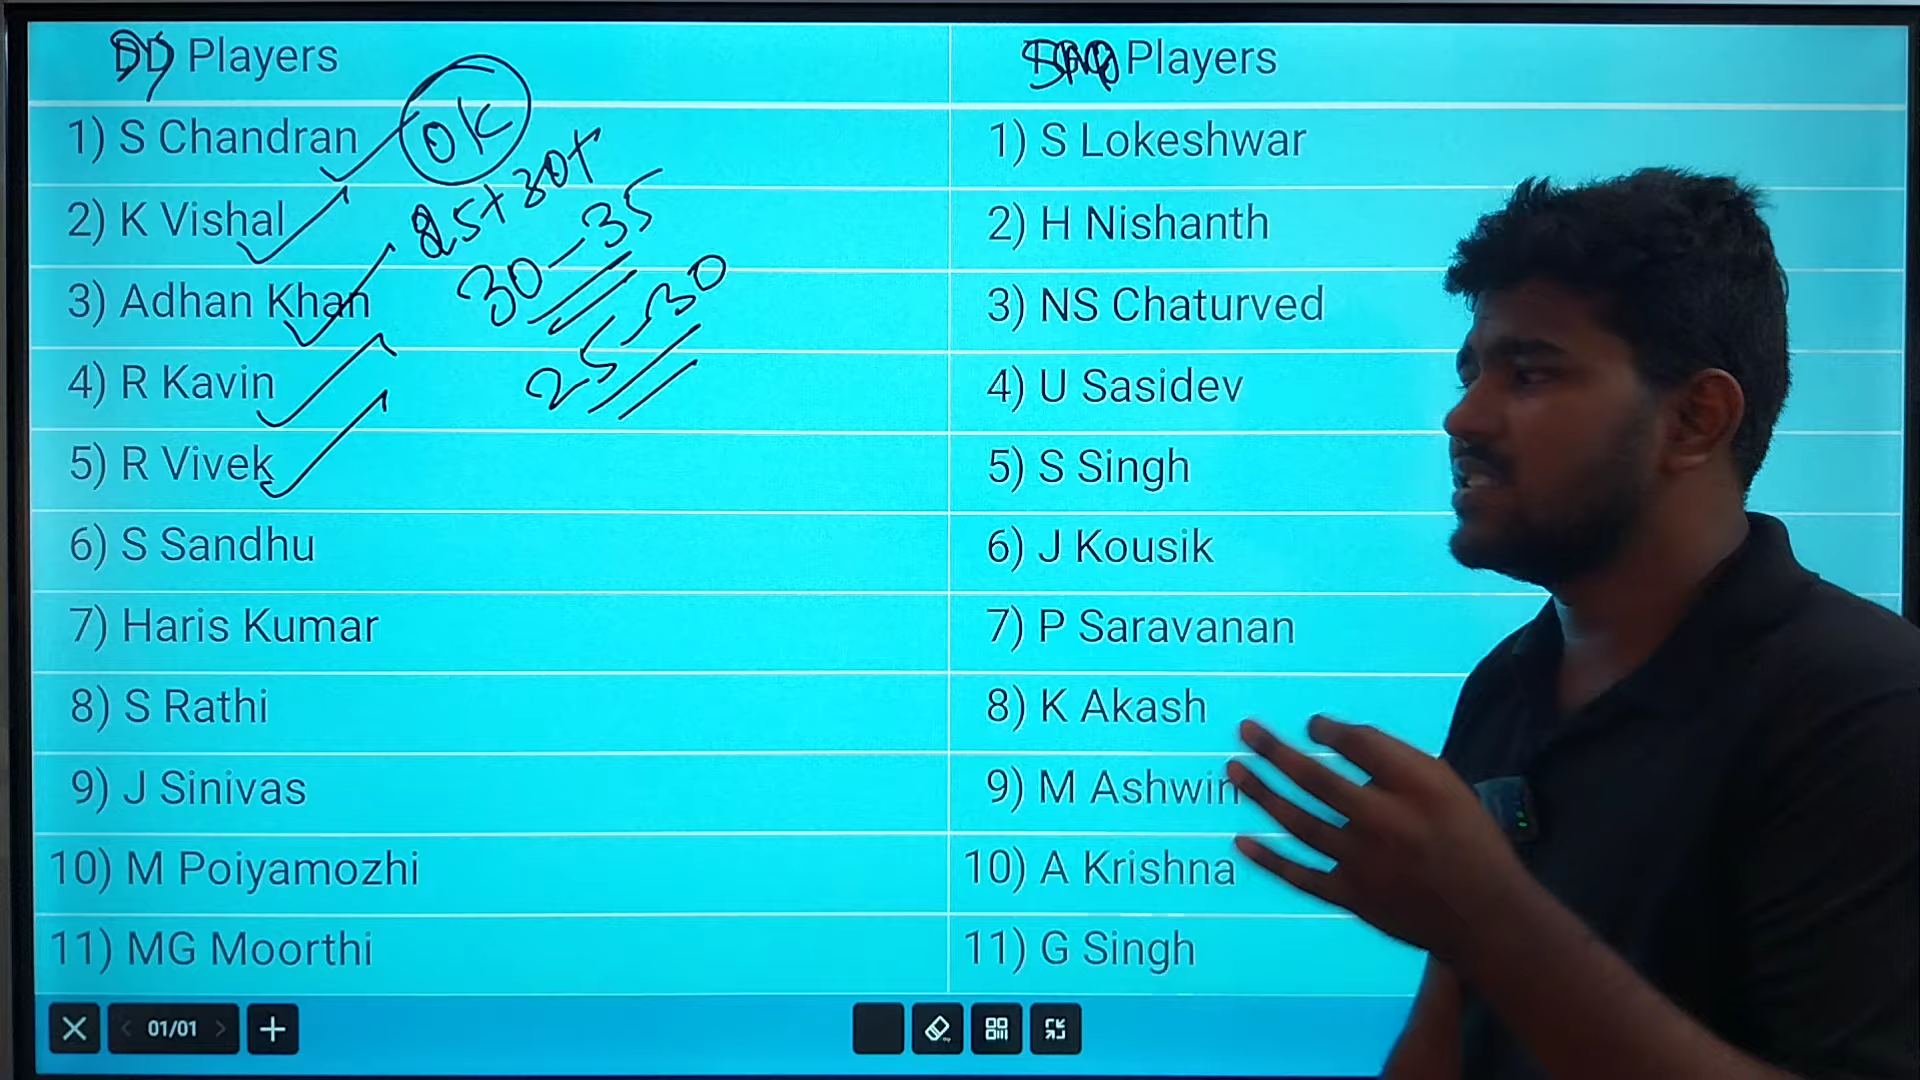 DD Players
1) S Chandran
2) K Vishal
3) Adhan Khan
4) R Kavin
5) R Vivek
6) S Sandhu
7) Haris Kumar
8) S Rathi
9) J Sinivas
10) M Poiyamozhi
11) MG Moorthi
OK
25+ 30+
30-35
25-30
Players
1) S Lokeshwar
2) H Nishanth
3) NS Chaturved
4) U Sasidev
5) S Singh
6) J Kousik
7) P Saravanan
8) K Akash
9) M Ashwin
10) A Krishna
11) G Singh
01/01